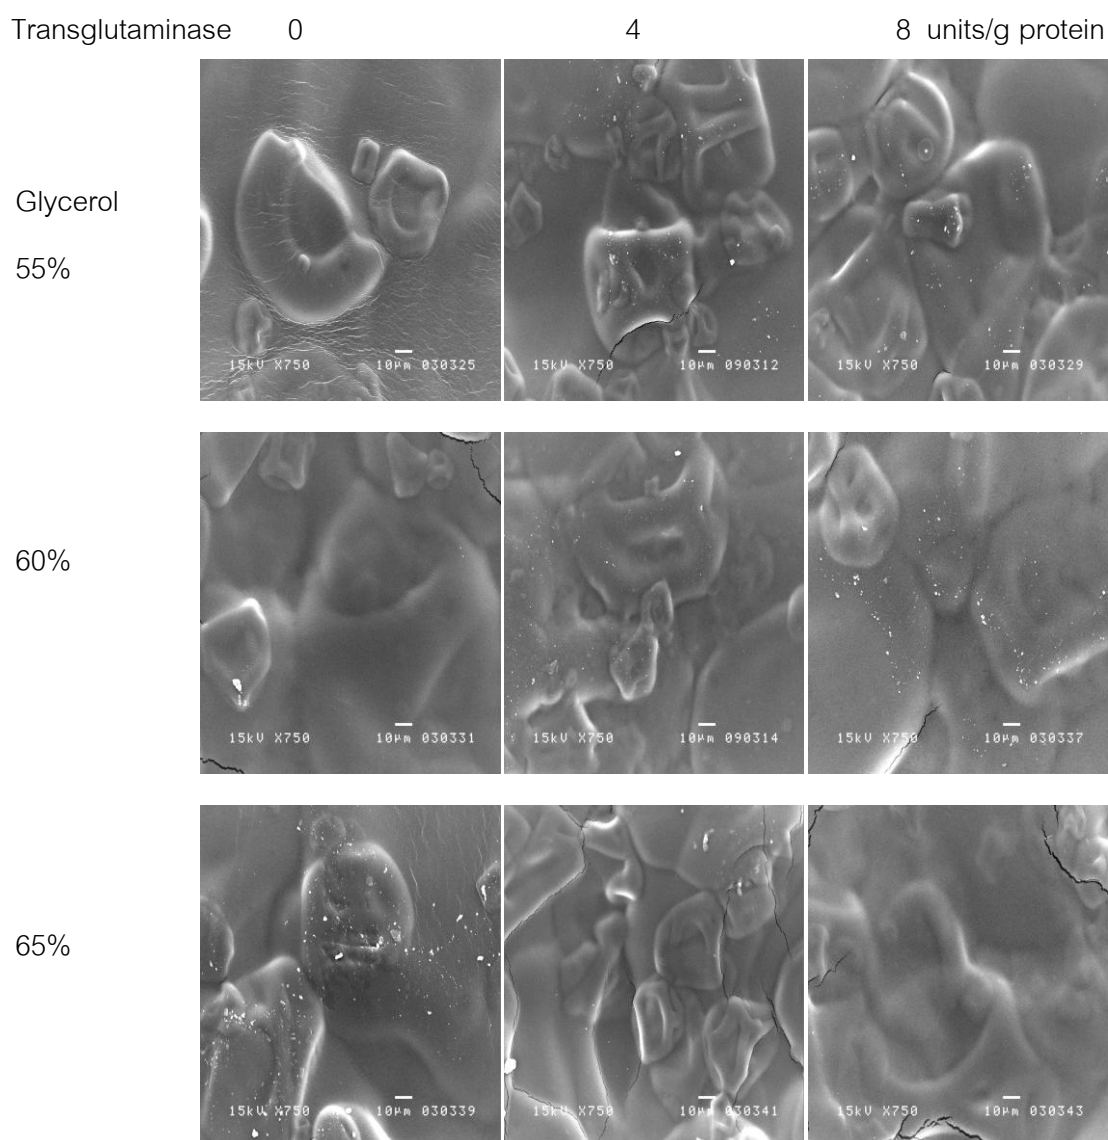 Transglutaminase 0 4 8 units/g protein
Glycerol
55%
15kV X750 10μm 030325
15kV X750 10μm 090312
15kV X750 10μm 030329
60%
15kV X750 10μm 030331
15kV X750 10μm 090314
15kV X750 10μm 030337
65%
15kV X750 10μm 030339
15kV X750 10μm 030341
15kV X750 10μm 030343